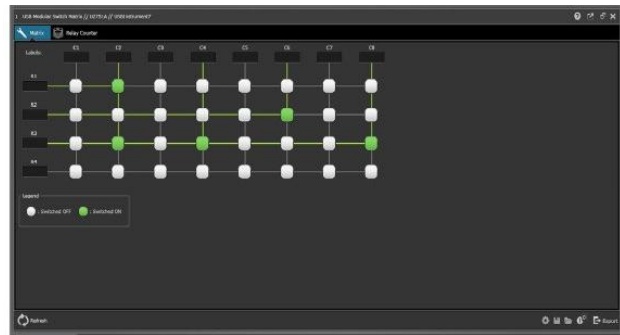 1 USB Modular Switch Matrix // U2751A // USBInstrument7
Matrix Relay Counter
Labels C1 C2 C3 C4 C5 C6 C7 C8
R1
R2
R3
R4
Legend
: Switched OFF : Switched ON
Refresh Export